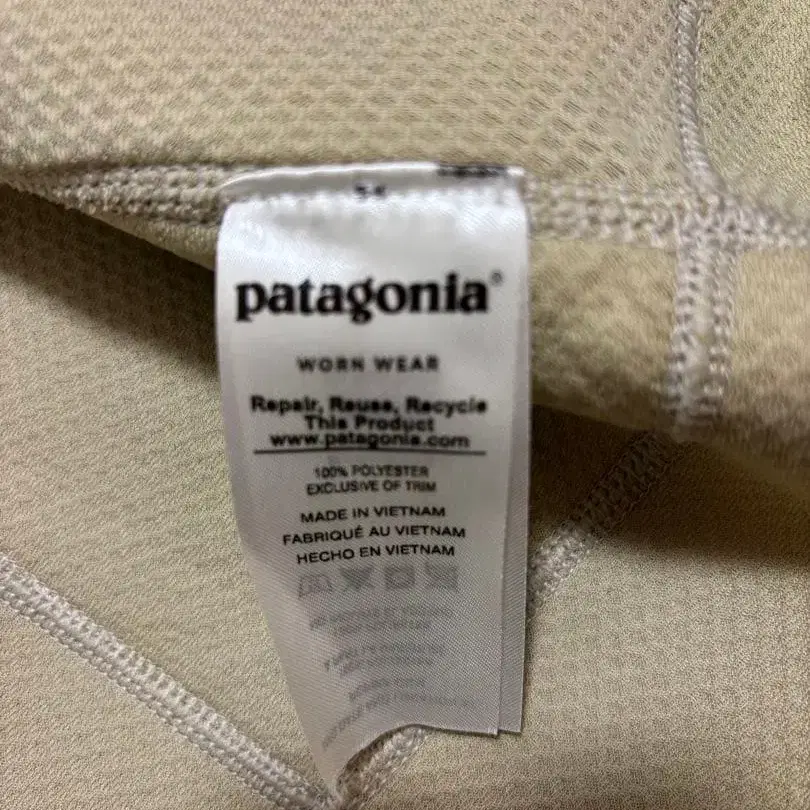 patagonia®
WORN WEAR
Repair, Reuse, Recycle
This Product
www.patagonia.com
100% POLYESTER
EXCLUSIVE OF TRIM
MADE IN VIETNAM
FABRIQUÉ AU VIETNAM
HECHO EN VIETNAM